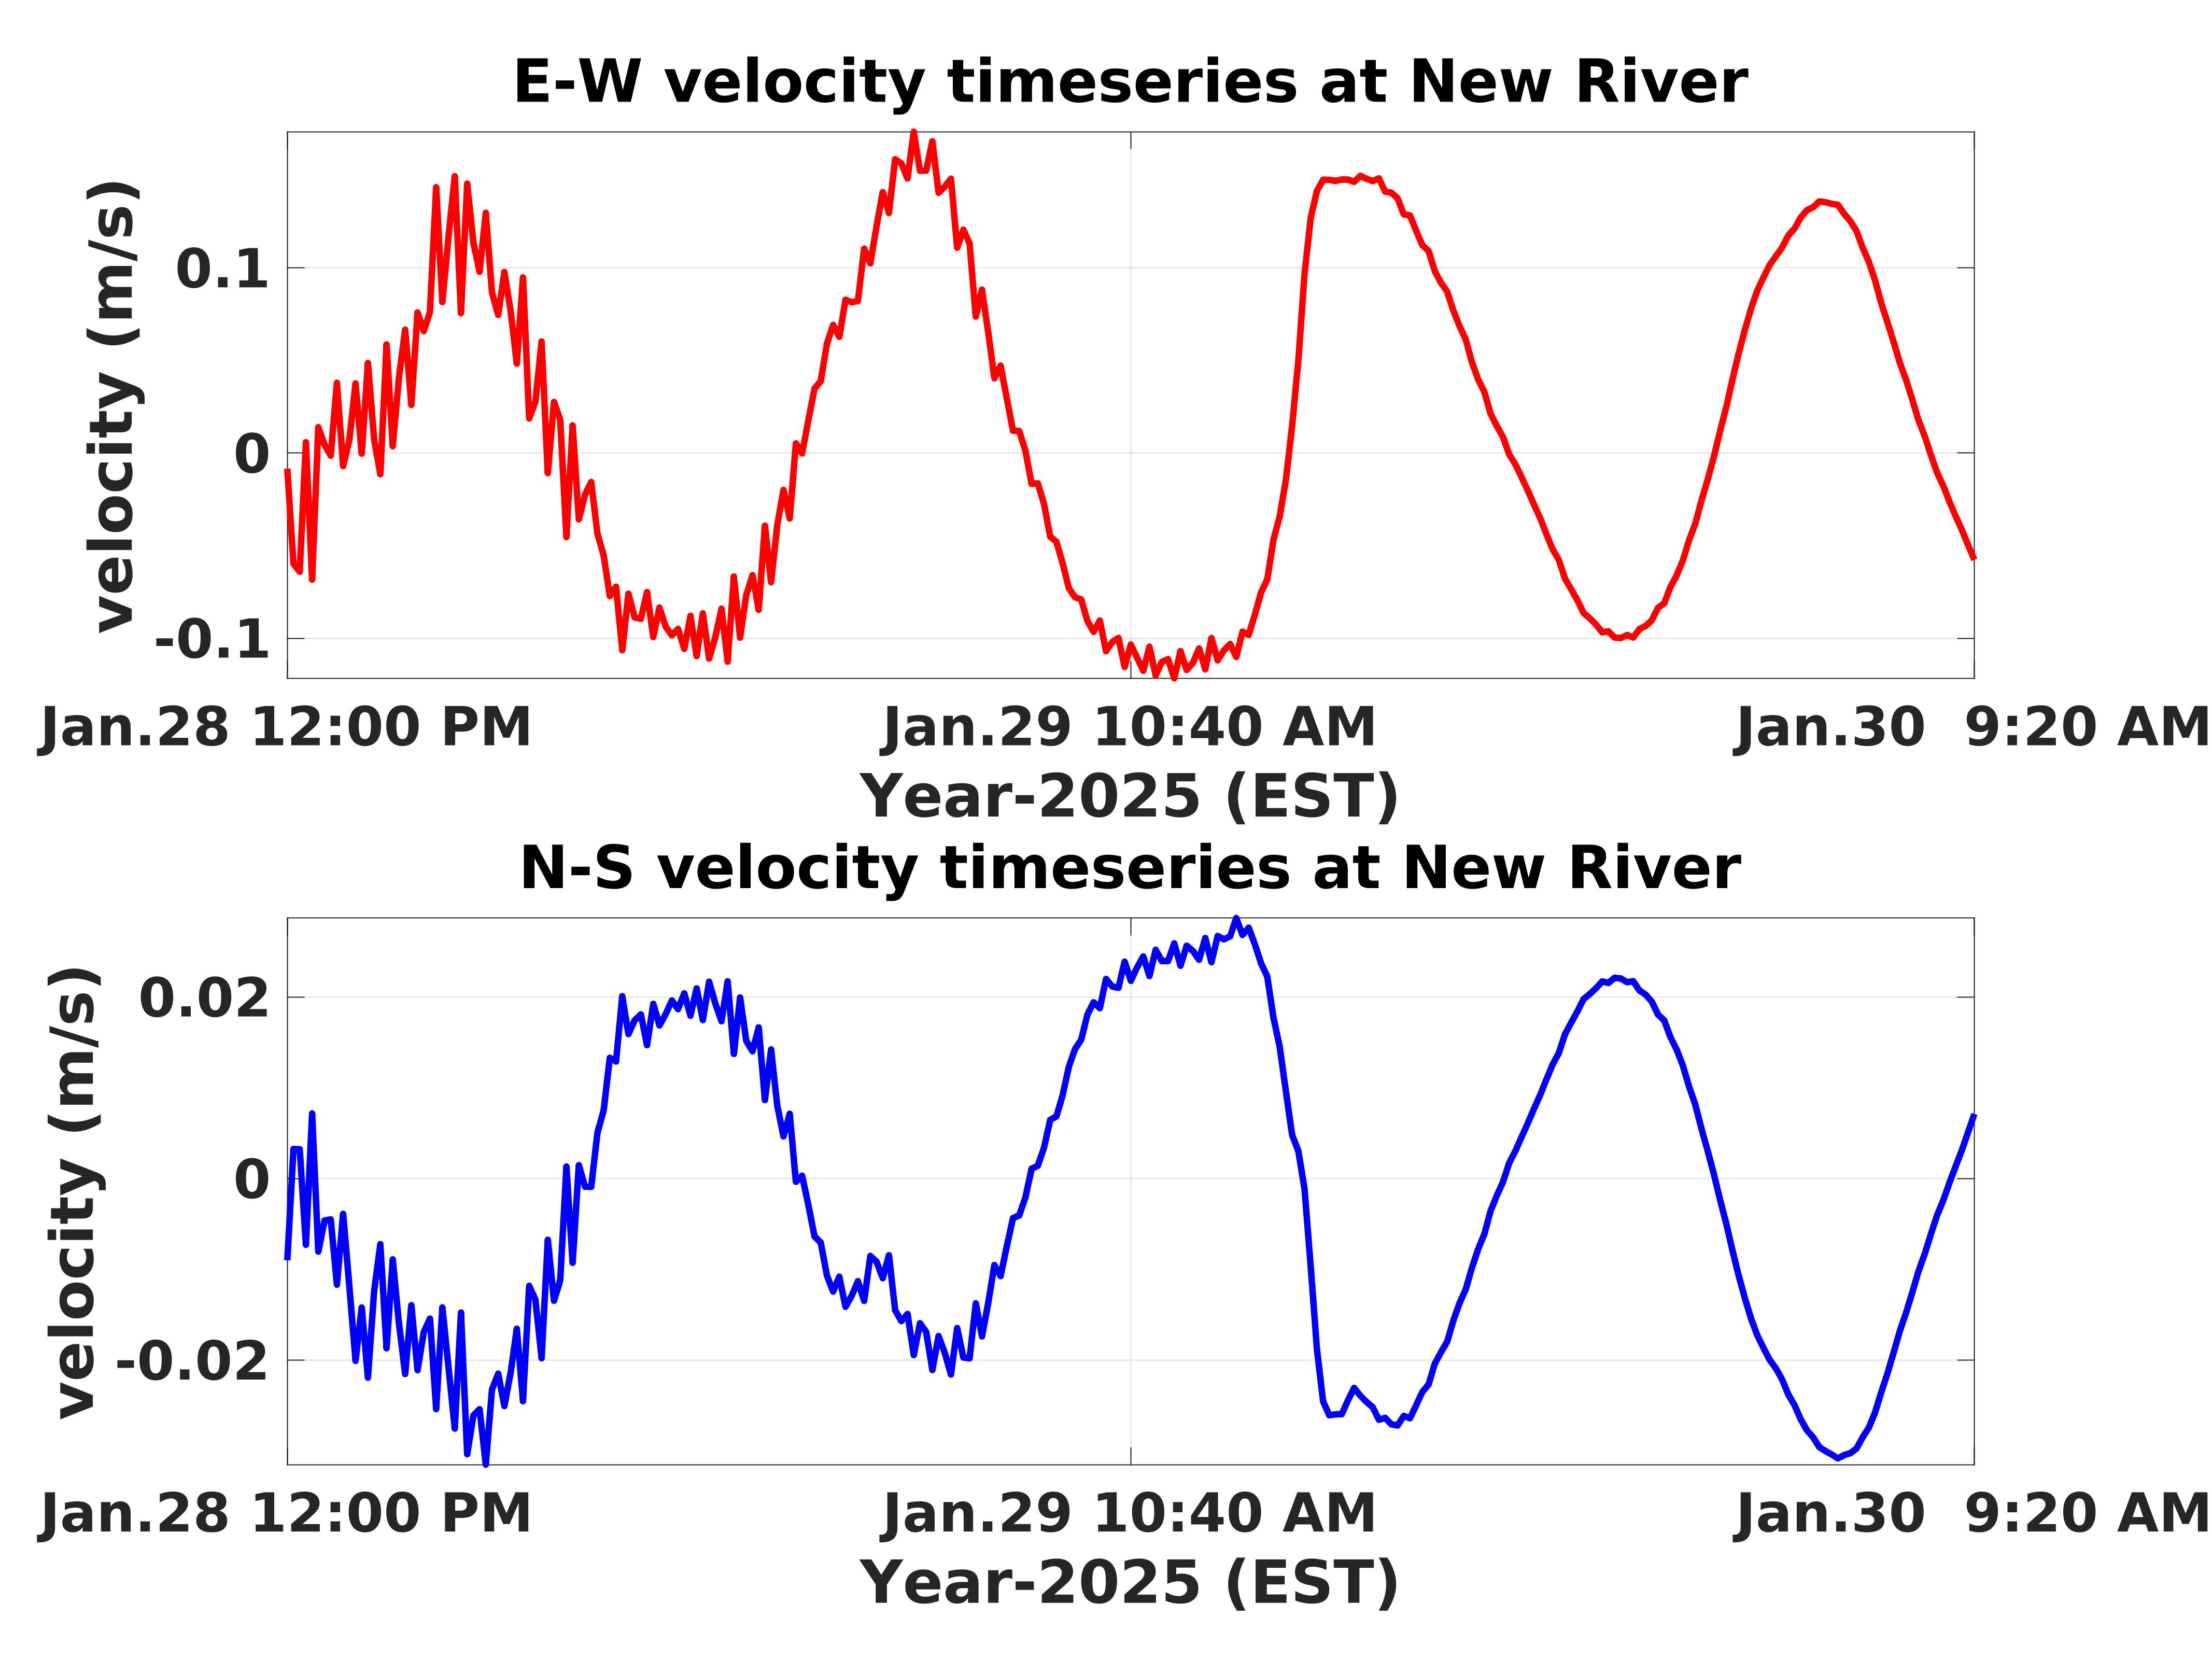 E-W velocity timeseries at New River
velocity (m/s)
0.1
0
-0.1
Jan.28 12:00 PM Jan.29 10:40 AM Jan.30  9:20 AM
Year-2025 (EST)
N-S velocity timeseries at New River
velocity (m/s)
0.02
0
-0.02
Jan.28 12:00 PM Jan.29 10:40 AM Jan.30  9:20 AM
Year-2025 (EST)